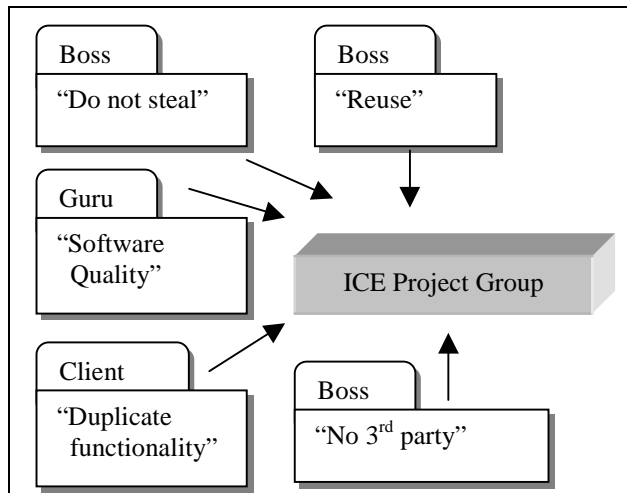 Boss
“Do not steal”
Boss
“Reuse”
Guru
“Software
Quality”
ICE Project Group
Client
“Duplicate
functionality”
Boss
“No 3rd party”